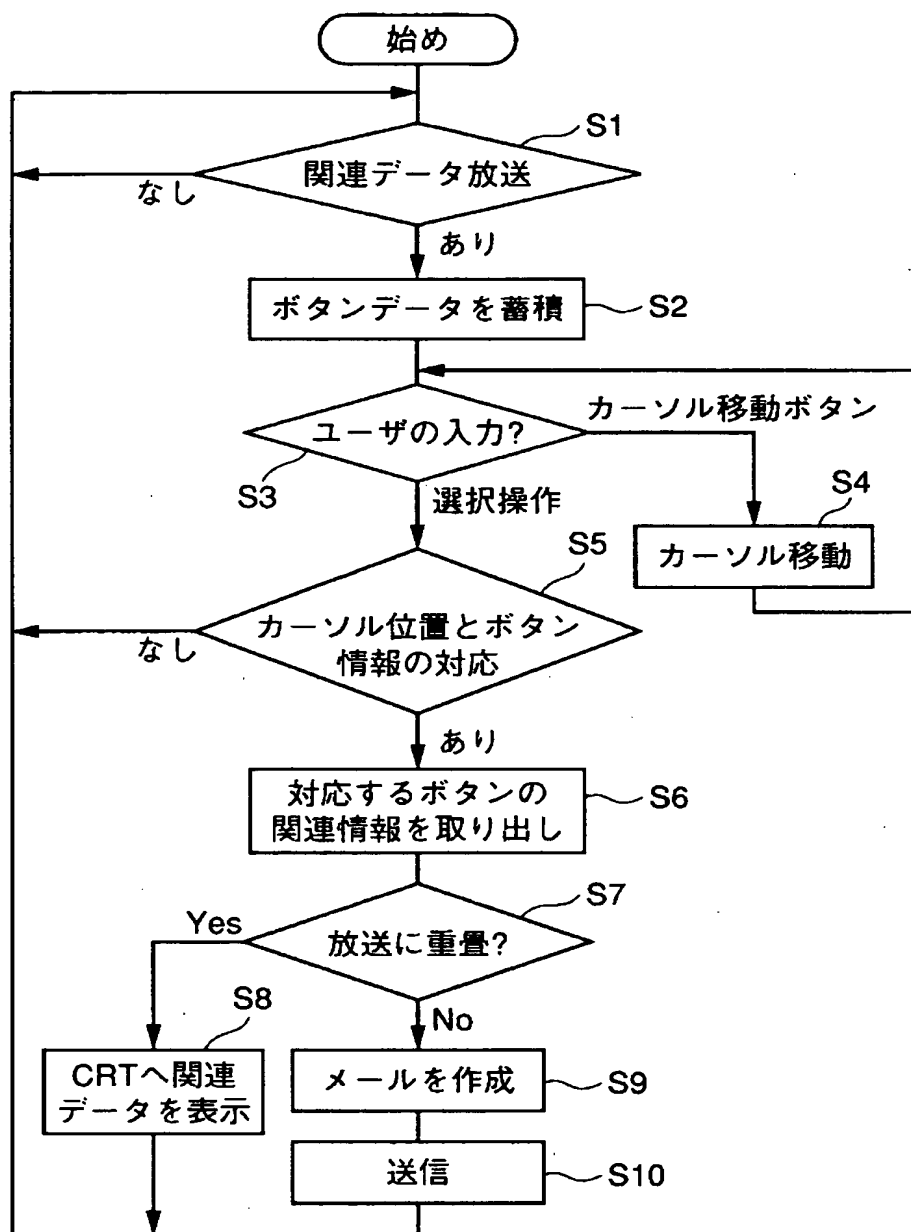 始め
S1
関連データ放送
なし
あり
ボタンデータを蓄積
S2
カーソル移動ボタン
ユーザの入力?
S3
選択操作
S4
カーソル移動
S5
カーソル位置とボタン
情報の対応
なし
あり
対応するボタンの
関連情報を取り出し
S6
S7
Yes
放送に重畳?
No
S8
CRTへ関連
データを表示
メールを作成
S9
送信
S10